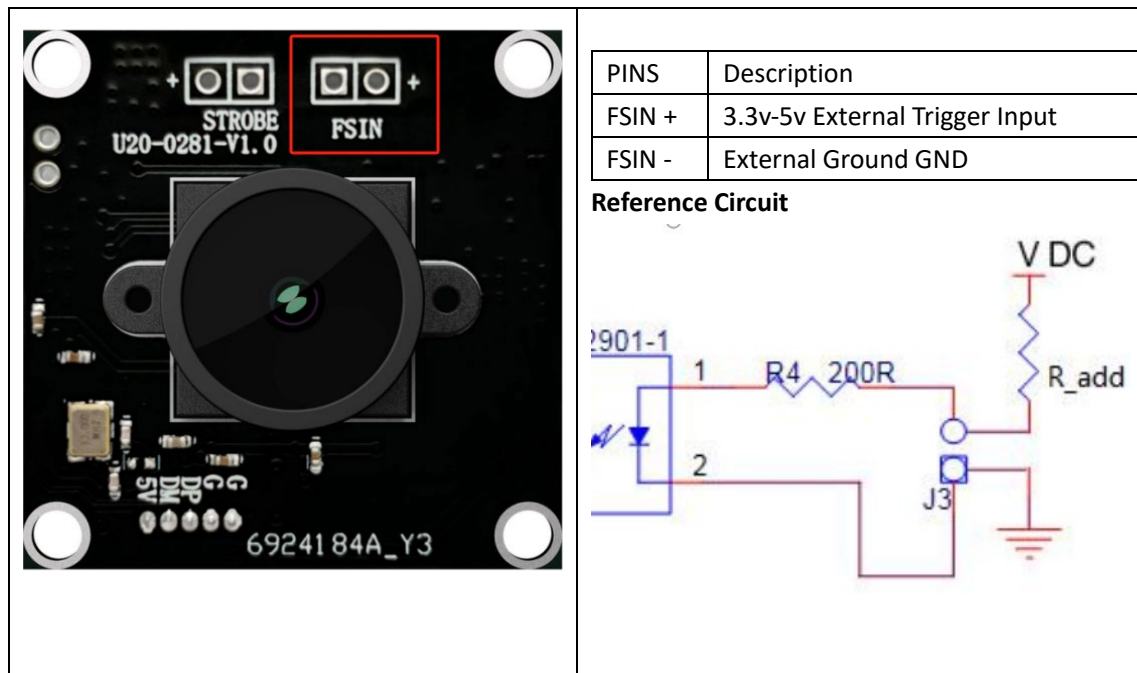 +
+
STROBE
FSIN
U20-0281-V1.0
5V
DM
DP
G
G
6924184A_Y3
PINS
Description
FSIN +
3.3v-5v External Trigger Input
FSIN -
External Ground GND
Reference Circuit
V DC
2901-1
1
R4
200R
R_add
2
J3